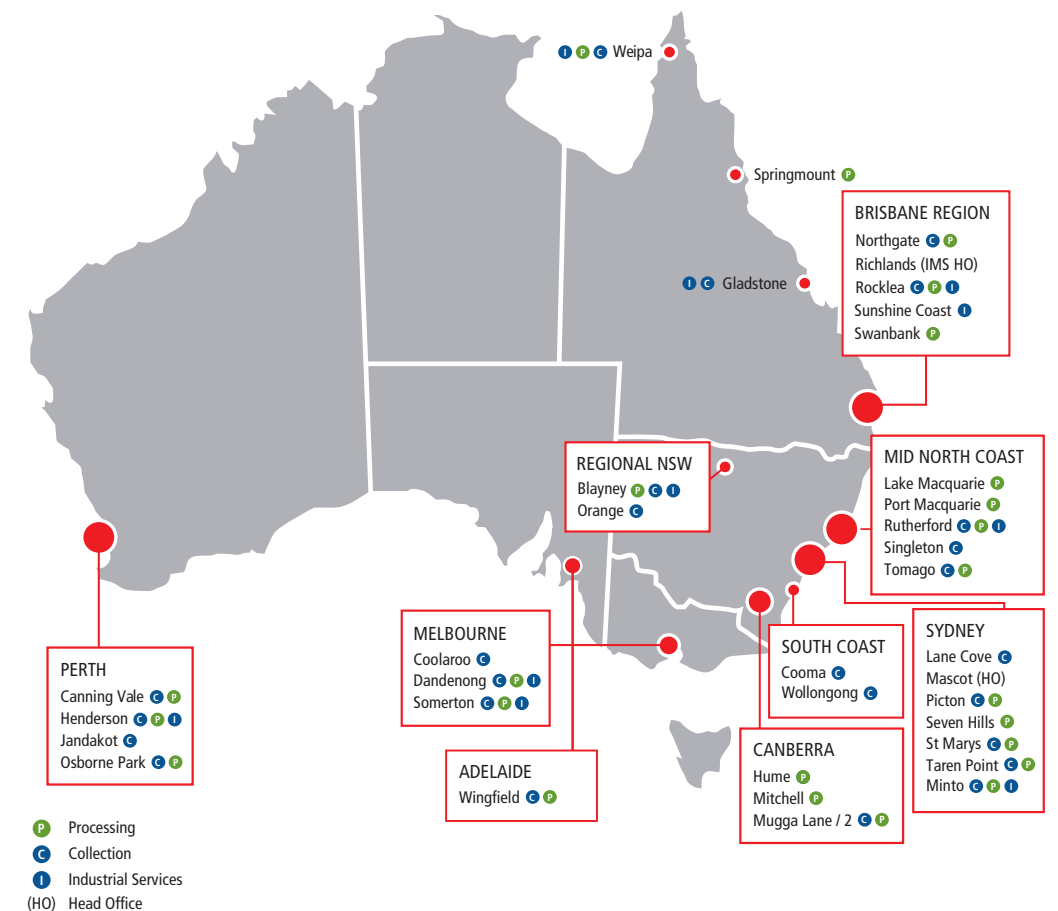 I P C Weipa
Springmount P
I C Gladstone
BRISBANE REGION
Northgate C P
Richlands (IMS HO)
Rocklea C P I
Sunshine Coast I
Swanbank P
REGIONAL NSW
Blayney P C I
Orange C
MID NORTH COAST
Lake Macquarie P
Port Macquarie P
Rutherford C P I
Singleton C
Tomago C P
PERTH
Canning Vale C P
Henderson C P I
Jandakot C
Osborne Park C P
MELBOURNE
Coolaroo C
Dandenong C P I
Somerton C P I
ADELAIDE
Wingfield C P
SOUTH COAST
Cooma C
Wollongong C
CANBERRA
Hume P
Mitchell P
Mugga Lane / 2 C P
SYDNEY
Lane Cove C
Mascot (HO)
Picton C P
Seven Hills P
St Marys C P
Taren Point C P
Minto C P I
P Processing
C Collection
I Industrial Services
(HO) Head Office